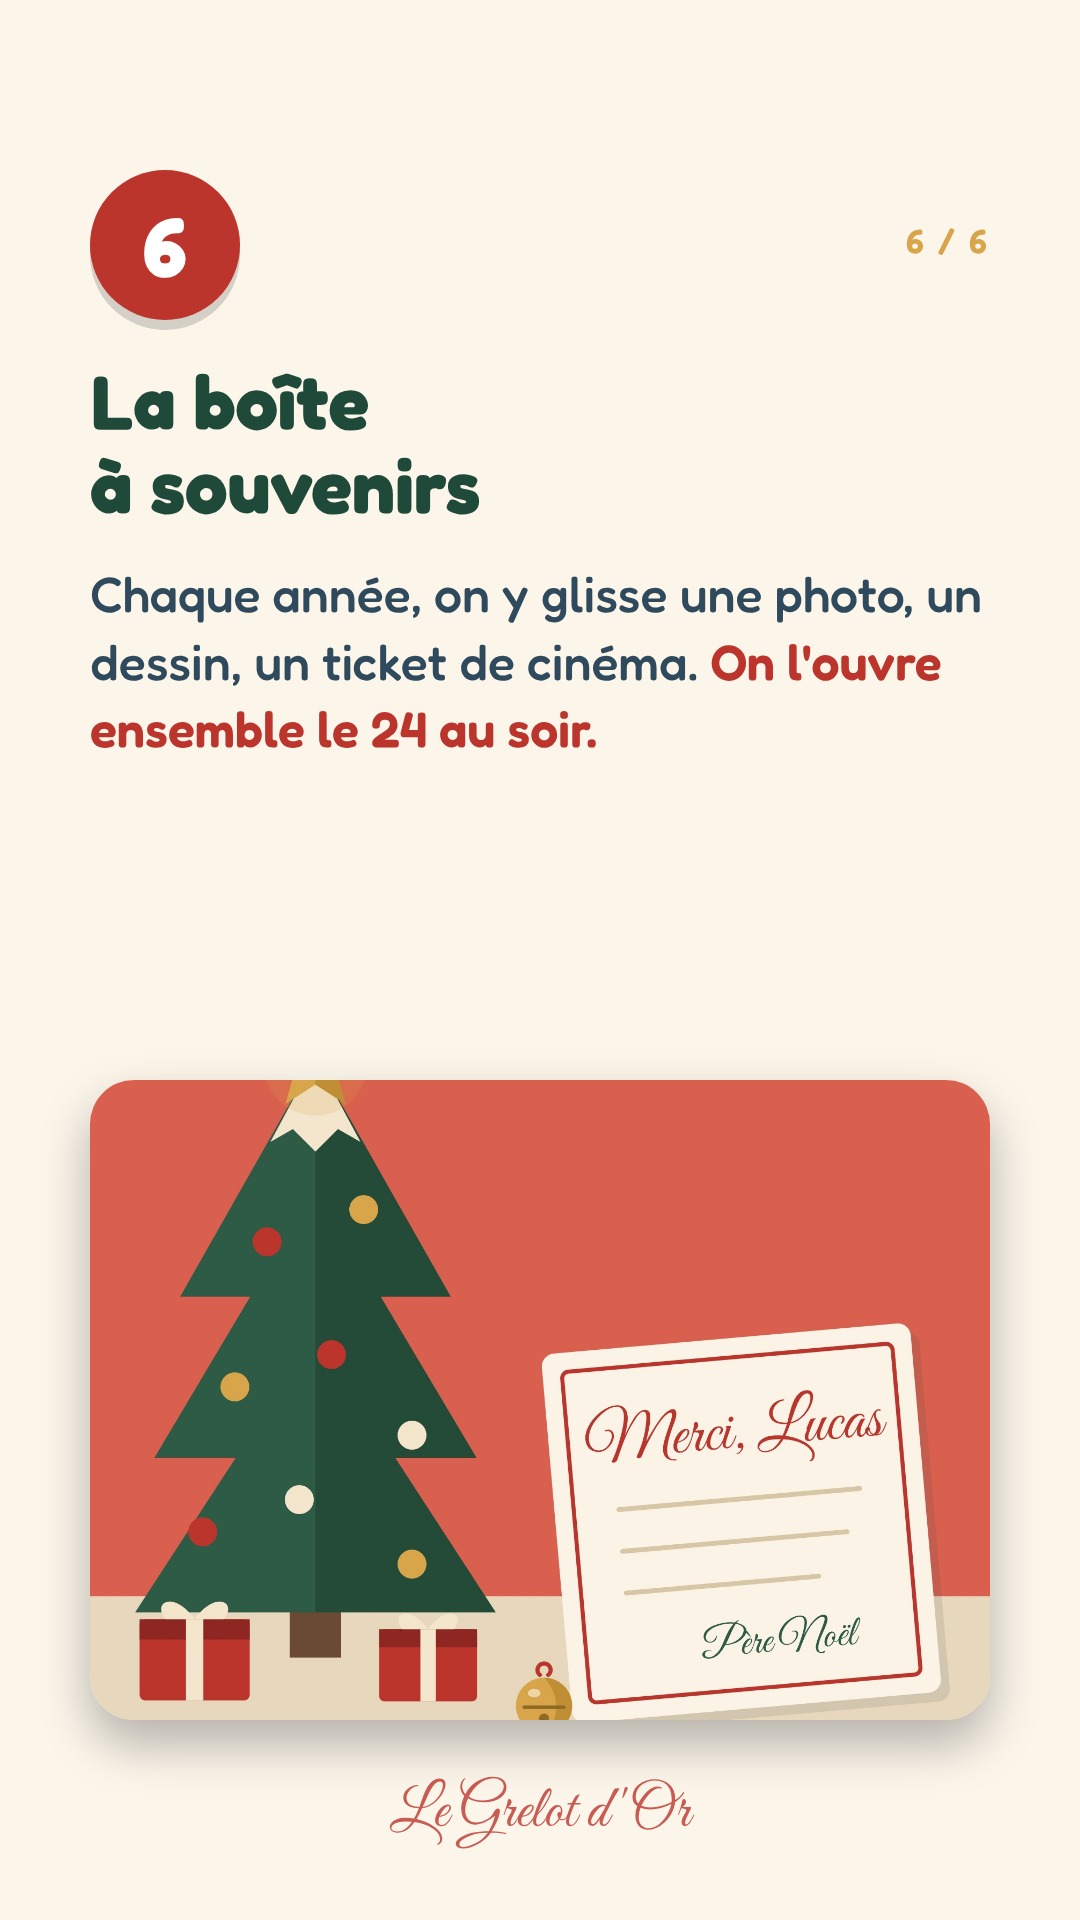 6
6 / 6
La boîte
à souvenirs
Chaque année, on y glisse une photo, un
dessin, un ticket de cinéma. On l'ouvre
ensemble le 24 au soir.
Merci, Lucas
Père Noël
Le Grelot d'Or